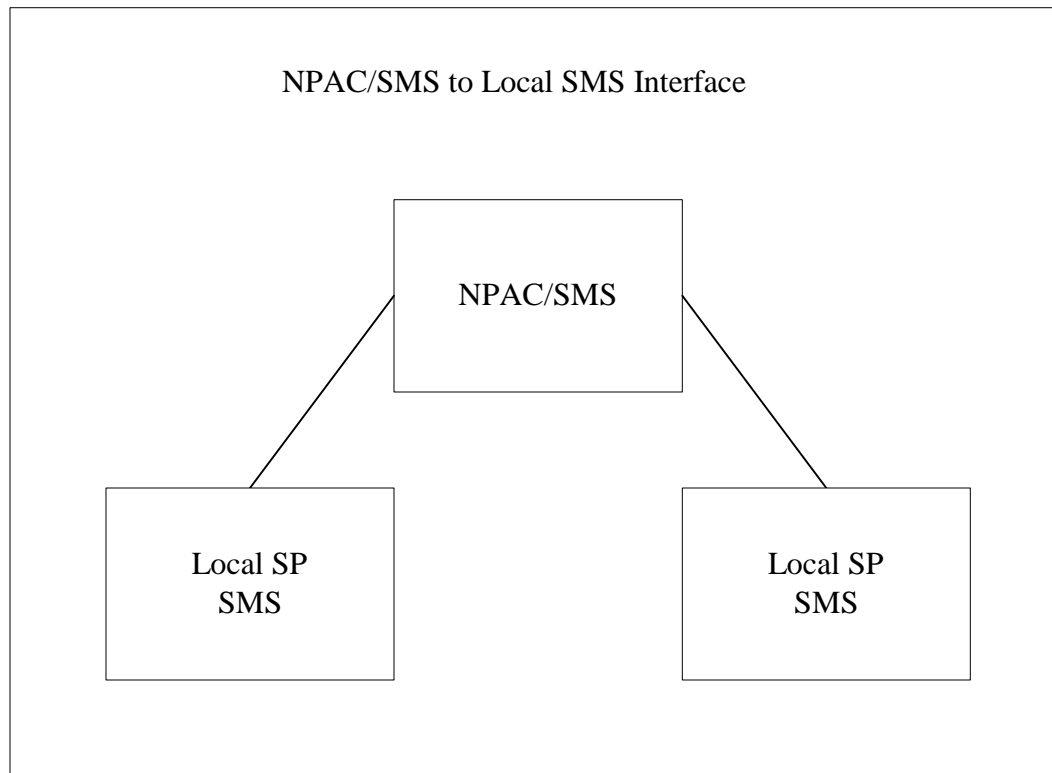 NPAC/SMS to Local SMS Interface
NPAC/SMS
Local SP
SMS
Local SP
SMS